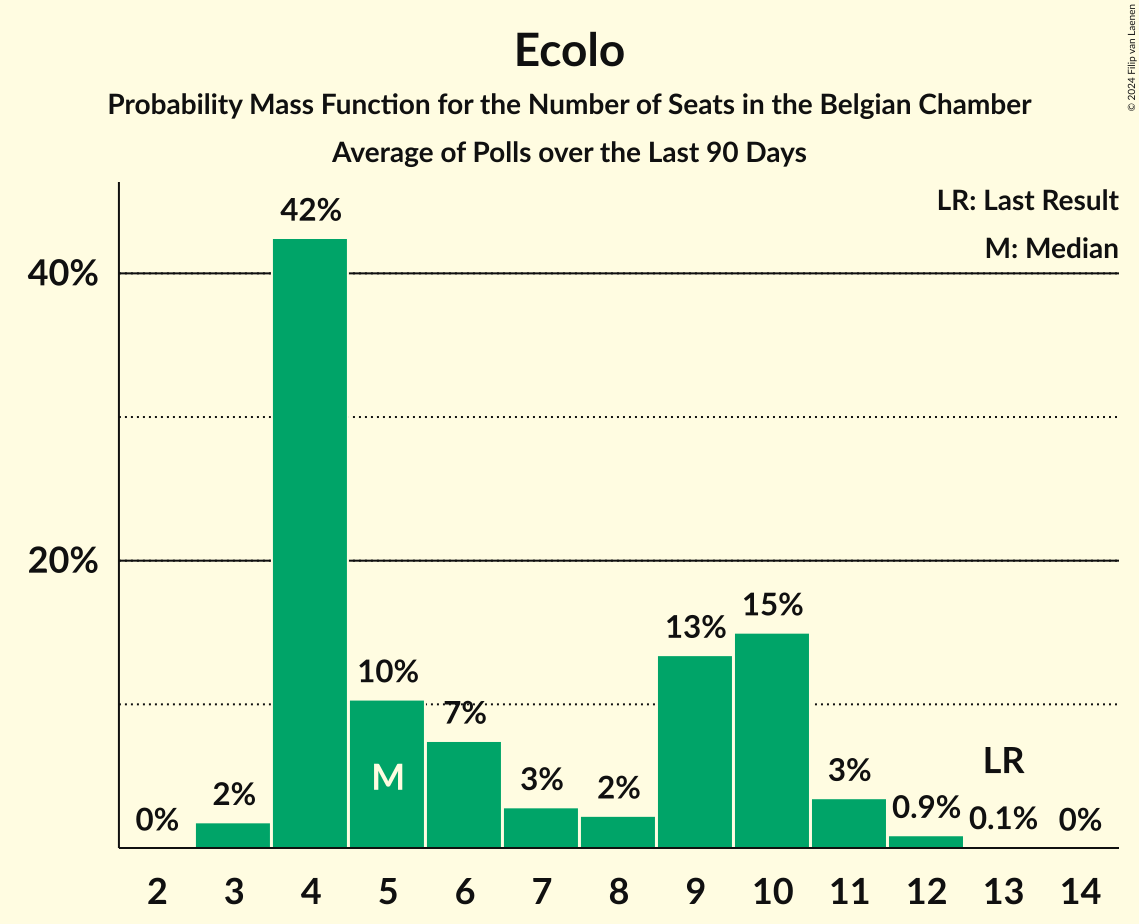 Ecolo
Probability Mass Function for the Number of Seats in the Belgian Chamber
Average of Polls over the Last 90 Days
© 2024 Filip van Laenen
LR: Last Result
M: Median
40%
20%
0%
2%
42%
10%
7%
3%
2%
13%
15%
3%
0.9%
0.1%
0%
M
LR
2 3 4 5 6 7 8 9 10 11 12 13 14